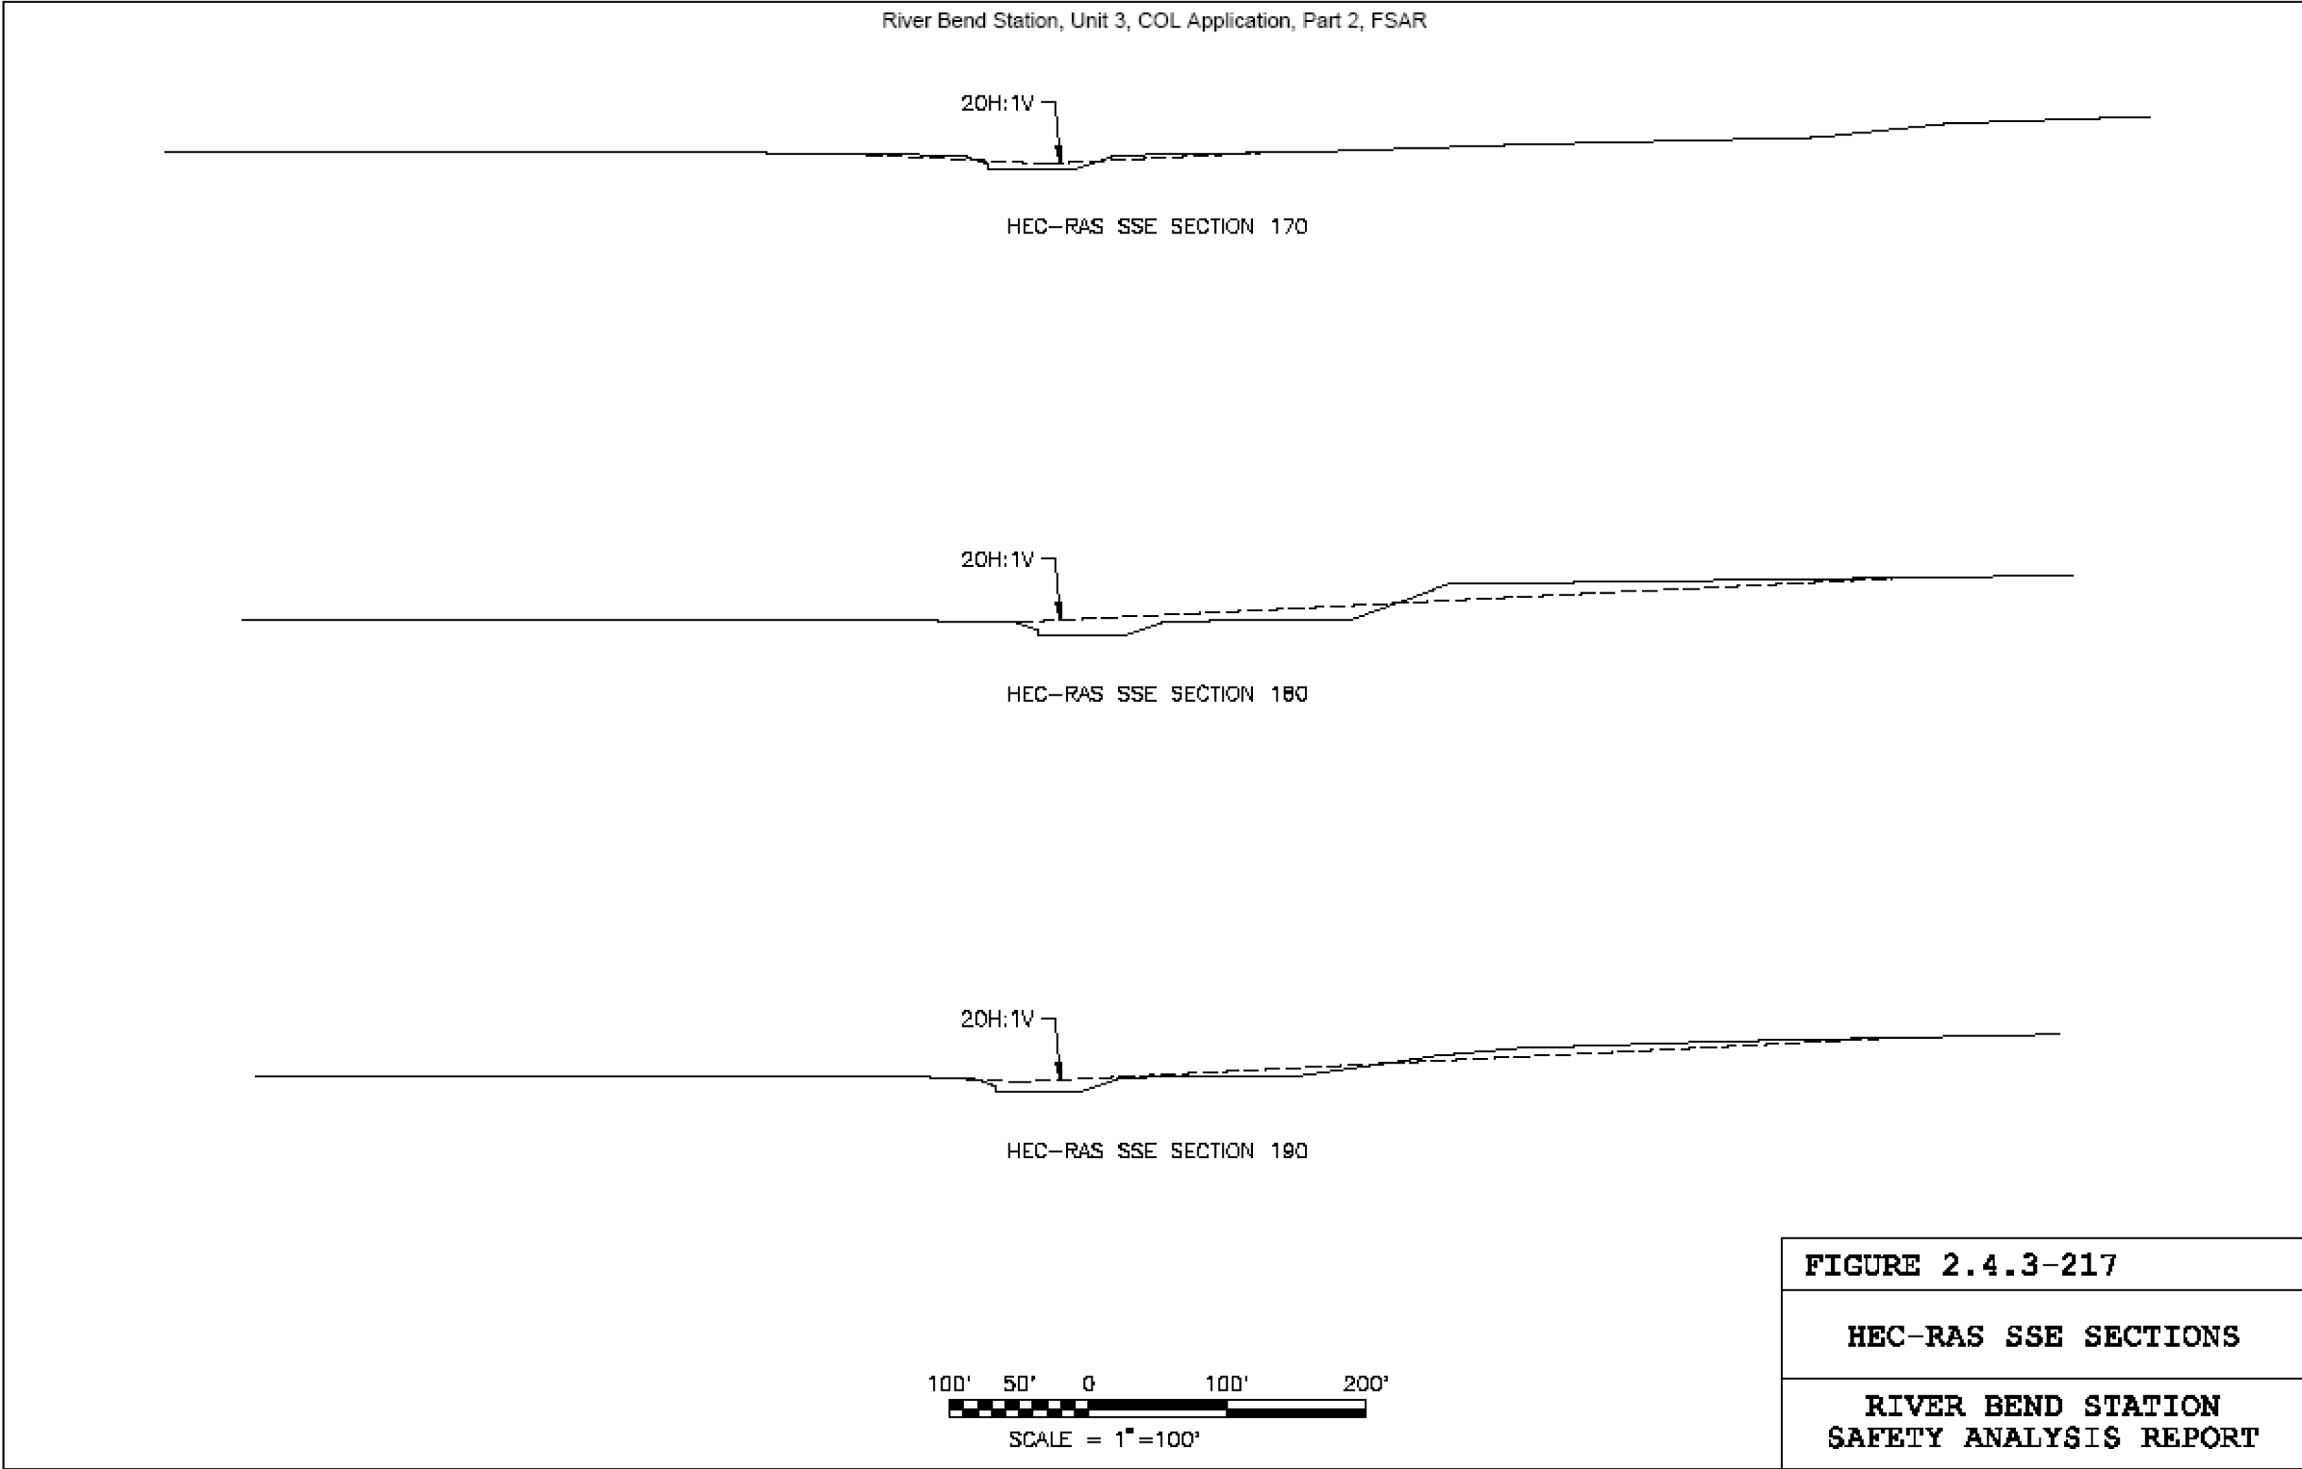 River Bend Station, Unit 3, COL Application, Part 2, FSAR
20H:1V
HEC-RAS SSE SECTION 170
20H:1V
HEC-RAS SSE SECTION 180
20H:1V
HEC-RAS SSE SECTION 190
FIGURE 2.4.3-217
HEC-RAS SSE SECTIONS
RIVER BEND STATION
SAFETY ANALYSIS REPORT
100' 50' 0 100' 200'
SCALE = 1"=100'